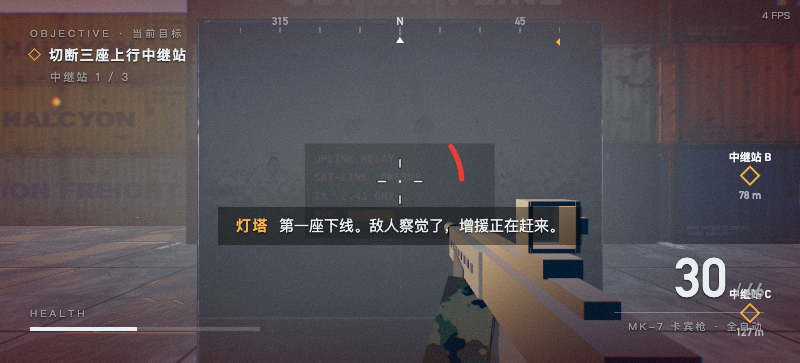 315
N
45
4 FPS
OBJECTIVE · 当前目标
切断三座上行中继站
中继站 1 / 3
HALCYON
ION FREIGHT
UPLINK RELAY
中继站 B
78 m
灯塔 第一座下线。敌人察觉了，增援正在赶来。
30
中继站 C
127 m
HEALTH
MK-7 卡宾枪 · 全自动